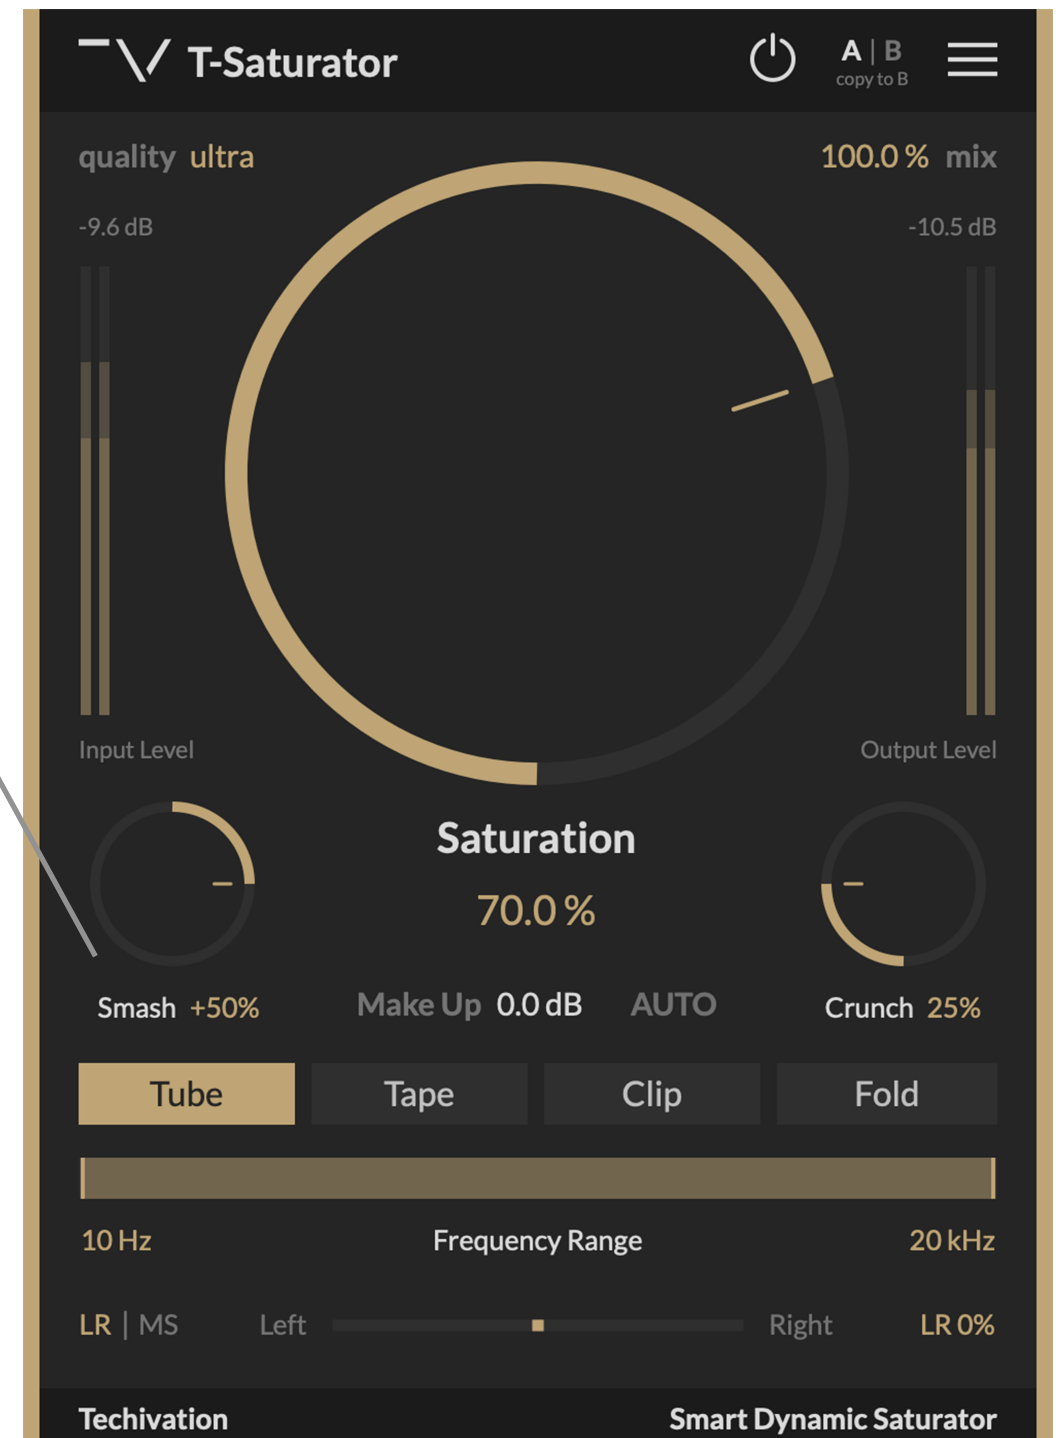 T-Saturator
A | B
copy to B
quality ultra
100.0 % mix
-9.6 dB
-10.5 dB
Input Level
Output Level
Saturation
70.0 %
Smash +50%
Make Up 0.0 dB AUTO
Crunch 25%
Tube
Tape
Clip
Fold
10 Hz
Frequency Range
20 kHz
LR | MS
Left
Right
LR 0%
Techivation
Smart Dynamic Saturator